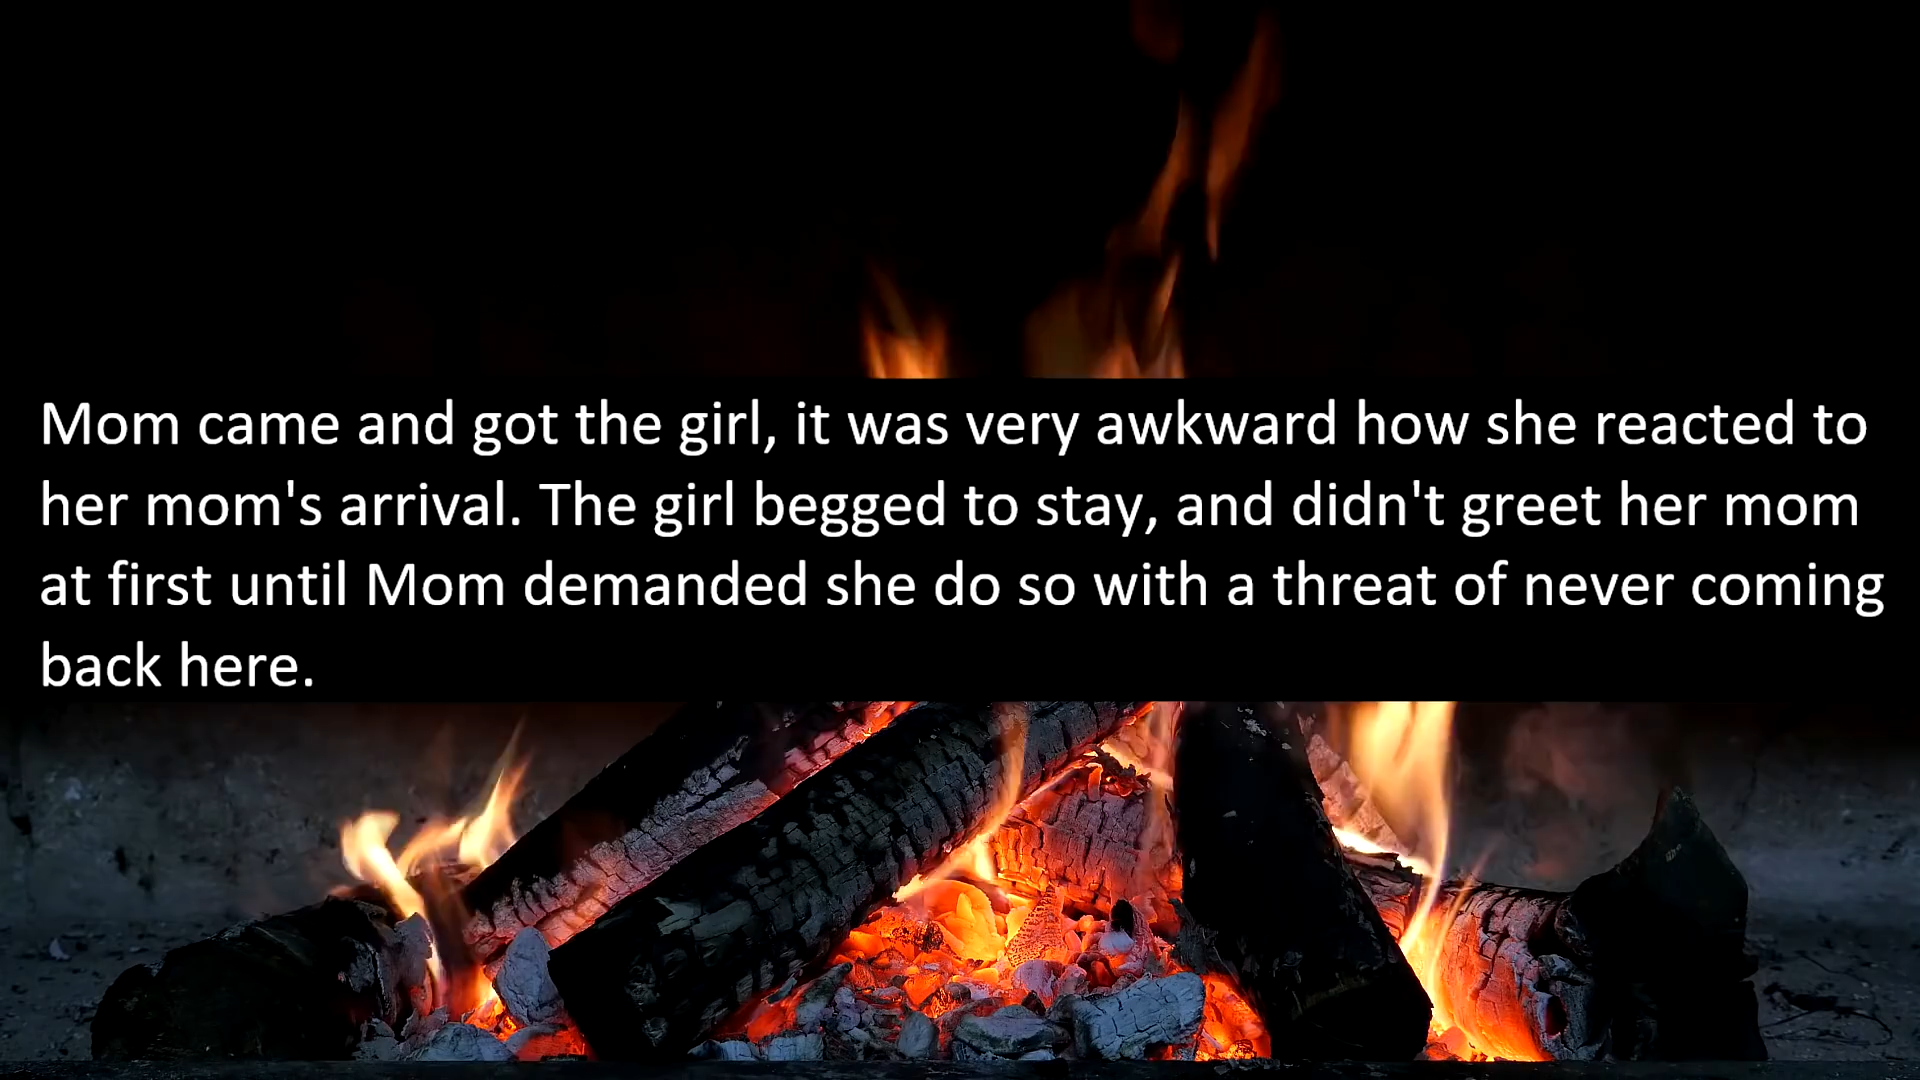 Mom came and got the girl, it was very awkward how she reacted to
her mom's arrival. The girl begged to stay, and didn't greet her mom
at first until Mom demanded she do so with a threat of never coming
back here.